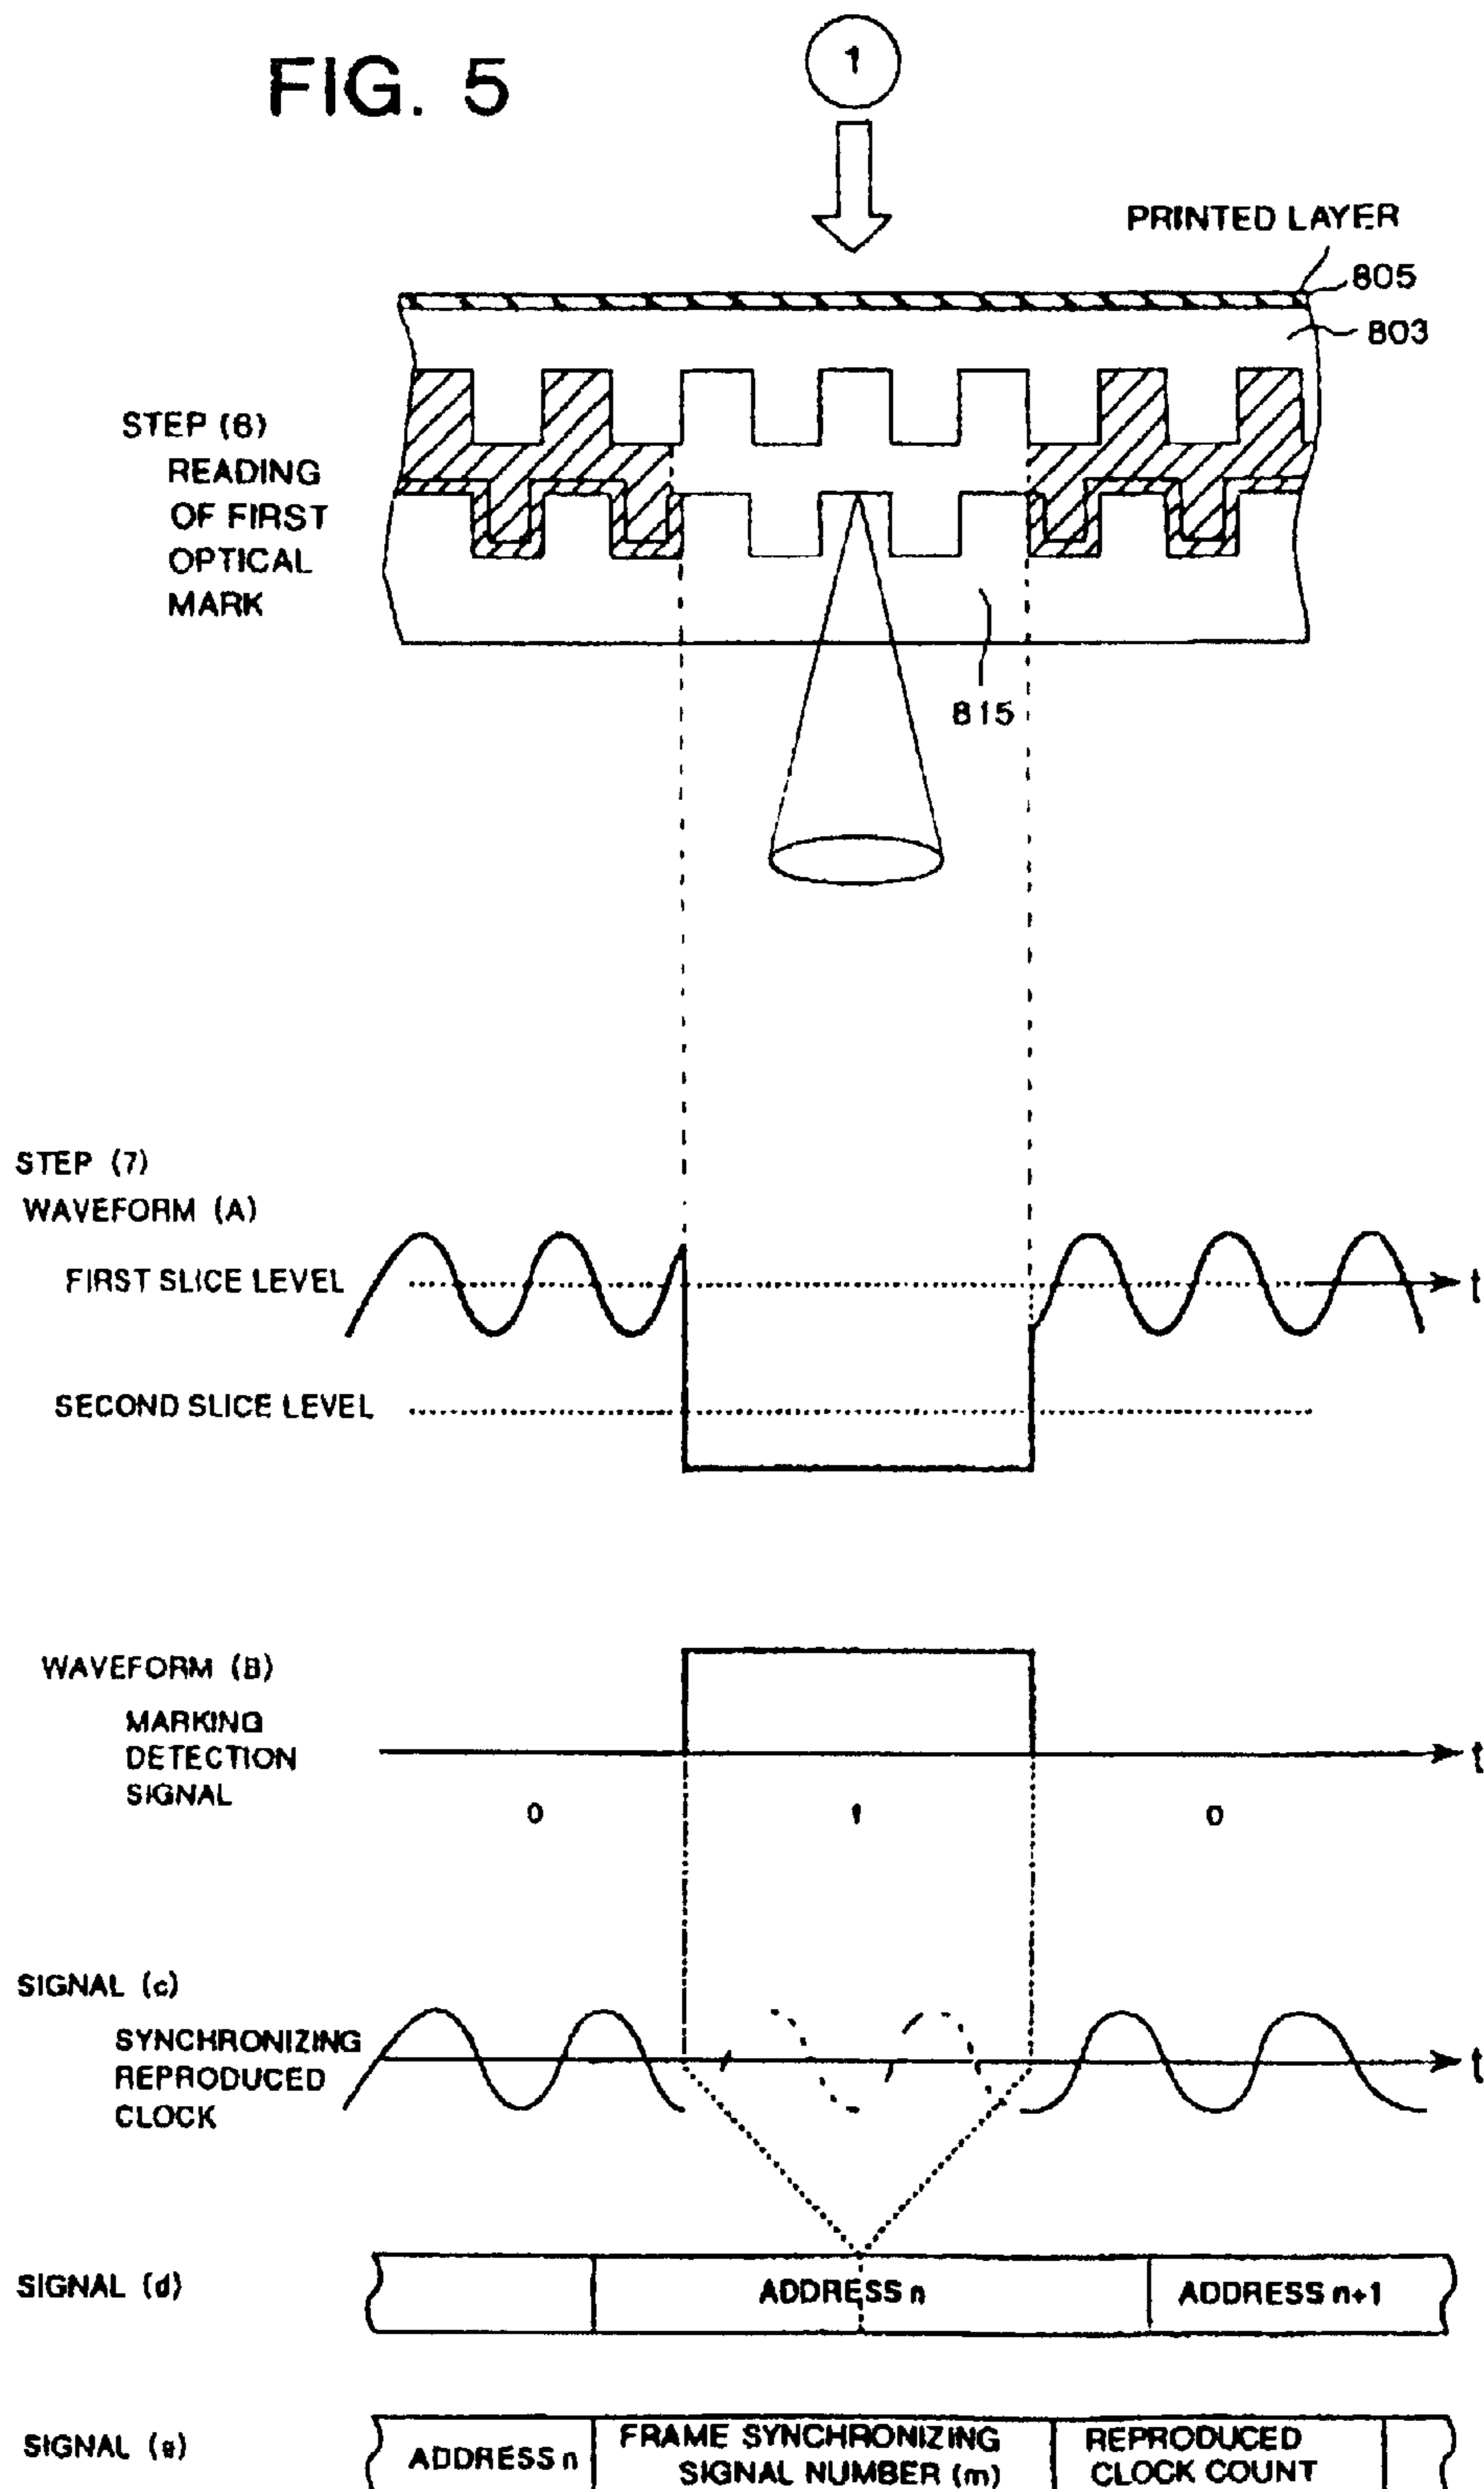 FIG. 5
1
PRINTED LAYER
805
803
STEP (6)
READING
OF FIRST
OPTICAL
MARK
815
STEP (7)
WAVEFORM (A)
FIRST SLICE LEVEL
t
SECOND SLICE LEVEL
WAVEFORM (B)
MARKING
DETECTION
SIGNAL
t
0 1 0
SIGNAL (c)
SYNCHRONIZING
REPRODUCED
CLOCK
t
SIGNAL (d)
ADDRESS n
ADDRESS n+1
SIGNAL (e)
ADDRESS n
FRAME SYNCHRONIZING
SIGNAL NUMBER (m)
REPRODUCED
CLOCK COUNT